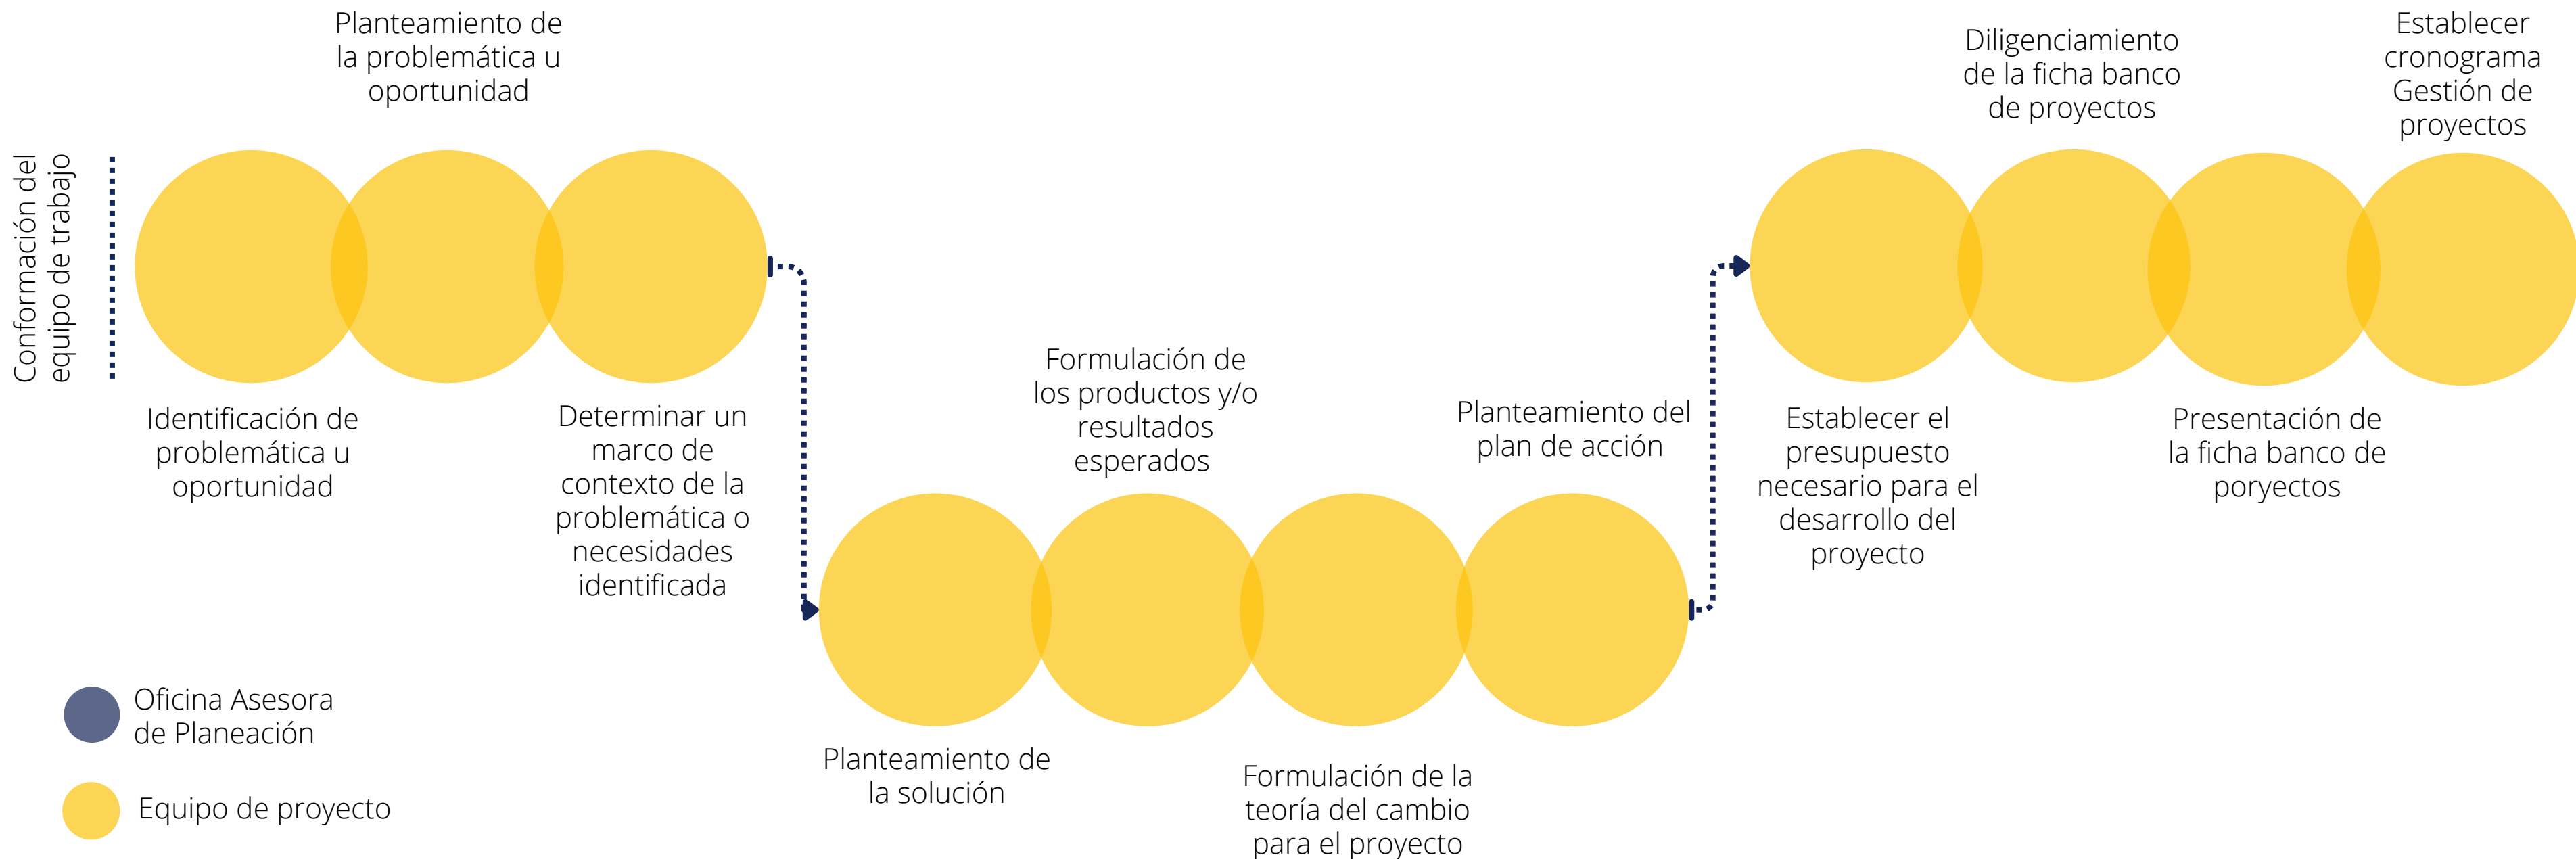 Conformación del
equipo de trabajo
Identificación de
problemática u
oportunidad
Planteamiento de
la problemática u
oportunidad
Determinar un
marco de
contexto de la
problemática o
necesidades
identificada
Planteamiento de
la solución
Formulación de
los productos y/o
resultados
esperados
Formulación de la
teoría del cambio
para el proyecto
Planteamiento del
plan de acción
Establecer el
presupuesto
necesario para el
desarrollo del
proyecto
Diligenciamiento
de la ficha banco
de proyectos
Presentación de
la ficha banco de
poryectos
Establecer
cronograma
Gestión de
proyectos
Oficina Asesora
de Planeación
Equipo de proyecto